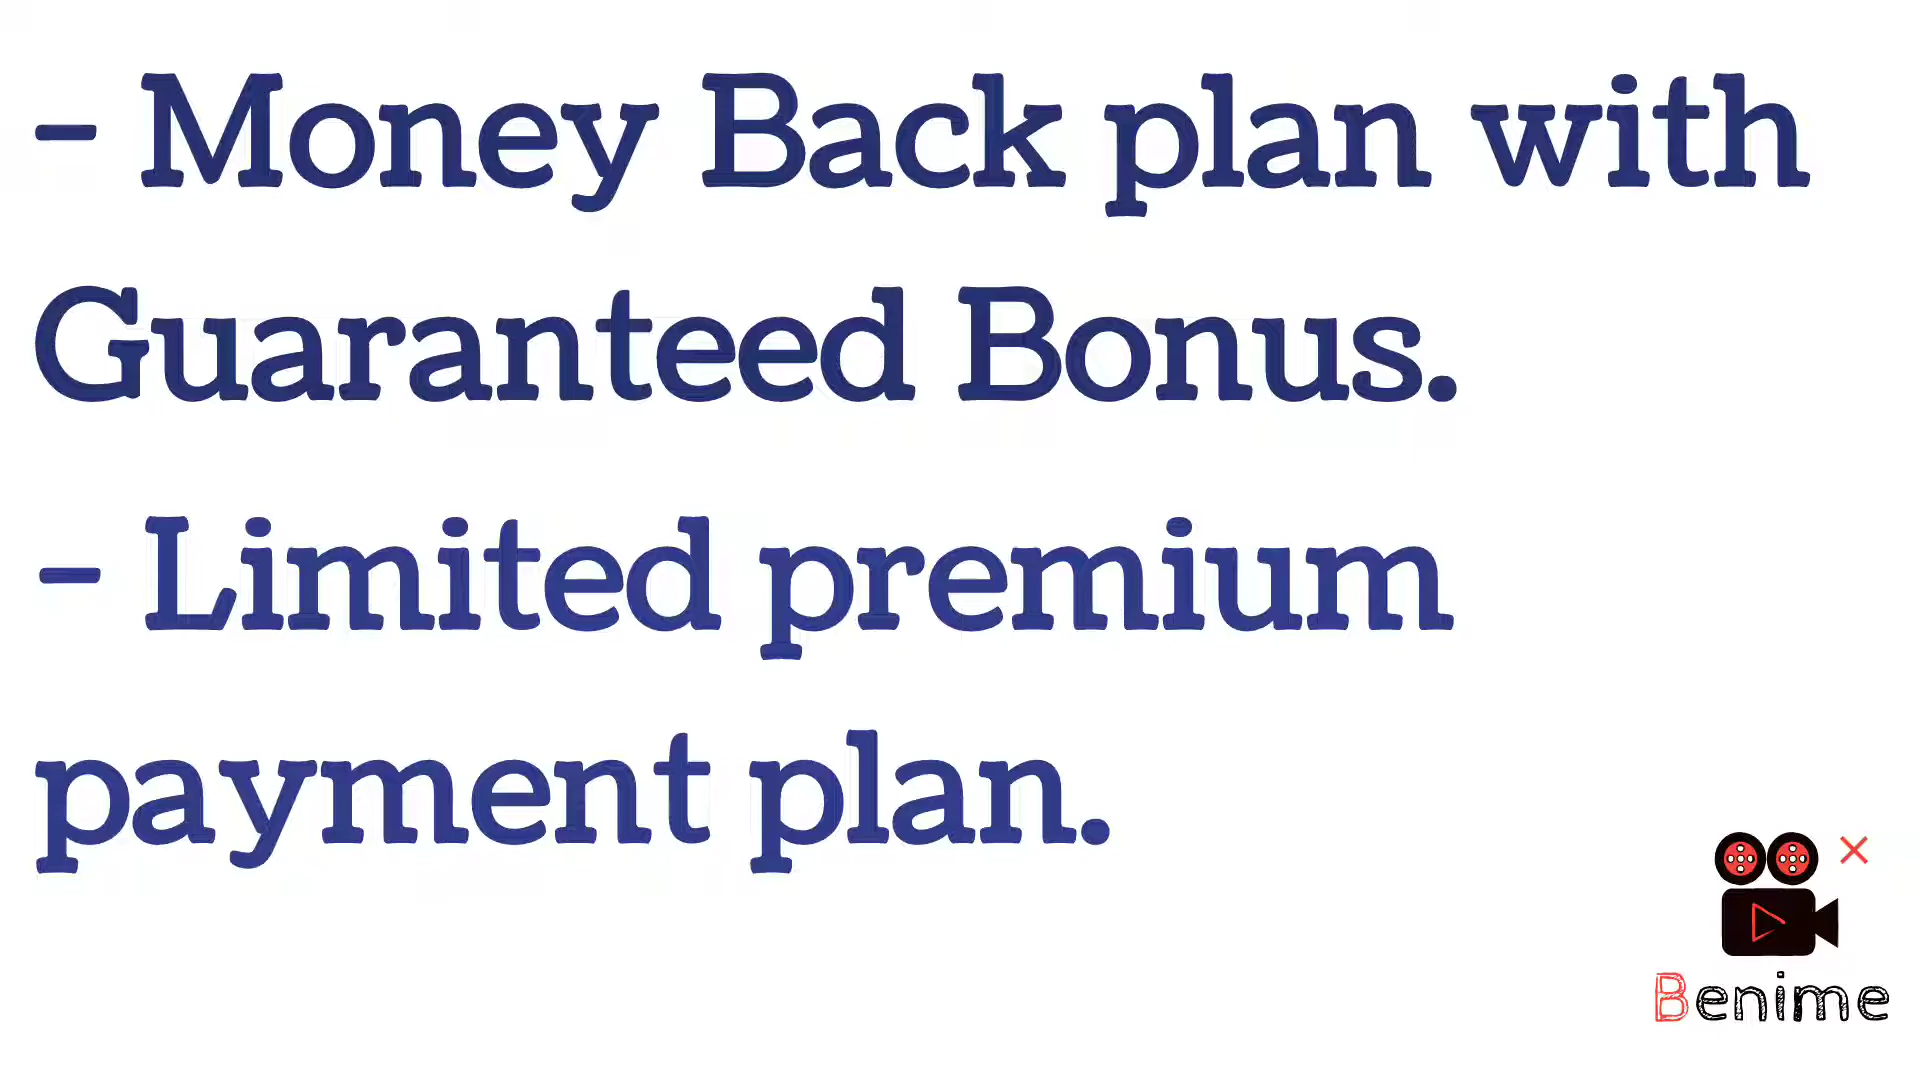 - Money Back plan with
Guaranteed Bonus.
- Limited premium
payment plan.
Benime